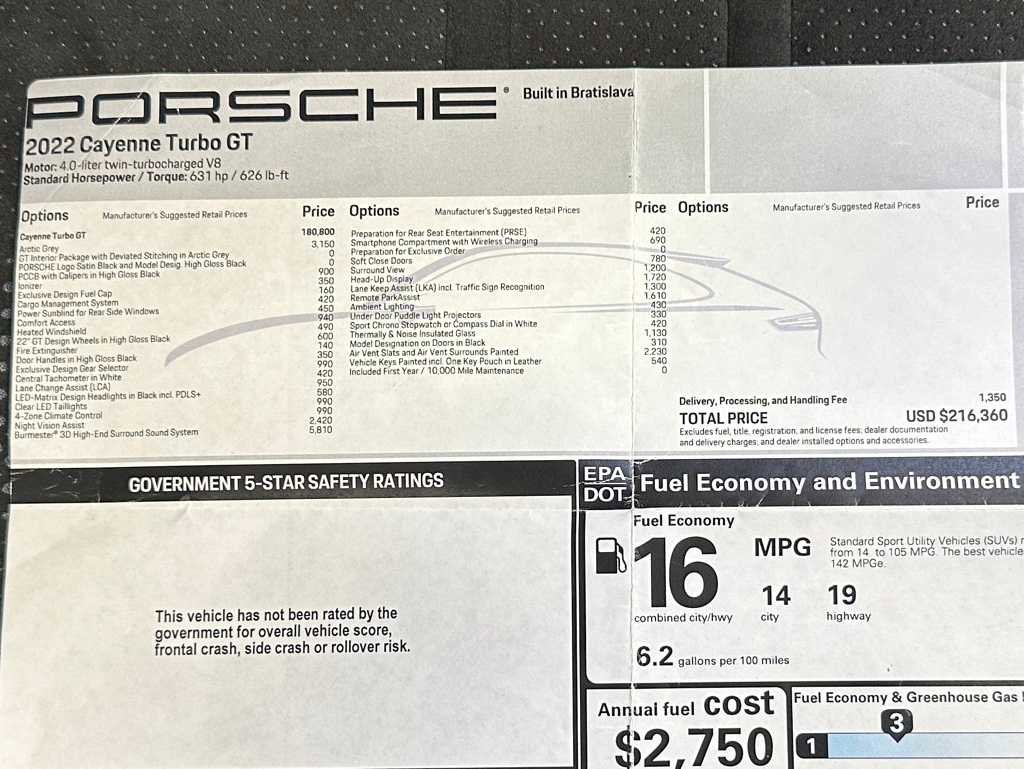 PORSCHE® Built in Bratislava
2022 Cayenne Turbo GT
Motor: 4.0-liter twin-turbocharged V8
Standard Horsepower / Torque: 631 hp / 626 lb-ft
Options Manufacturer's Suggested Retail Prices Price
Cayenne Turbo GT 180,800
Arctic Grey 3,150
GT Interior Package with Deviated Stitching in Arctic Grey 0
PORSCHE Logo Satin Black and Model Desig. High Gloss Black 0
PCCB with Calipers in High Gloss Black 900
Ionizer 350
Exclusive Design Fuel Cap 160
Cargo Management System 420
Power Sunblind for Rear Side Windows 450
Comfort Access 940
Heated Windshield 490
22" GT Design Wheels in High Gloss Black 600
Fire Extinguisher 140
Door Handles in High Gloss Black 350
Exclusive Design Gear Selector 990
Central Tachometer in White 420
Lane Change Assist (LCA) 950
LED-Matrix Design Headlights in Black incl. PDLS+ 580
Clear LED Taillights 990
4-Zone Climate Control 990
Night Vision Assist 2,420
Burmester® 3D High-End Surround Sound System 5,810
Options Manufacturer's Suggested Retail Prices Price
Preparation for Rear Seat Entertainment (PRSE) 420
Smartphone Compartment with Wireless Charging 690
Preparation for Exclusive Order 0
Soft Close Doors 780
Surround View 1,200
Head-Up Display 1,720
Lane Keep Assist (LKA) incl. Traffic Sign Recognition 1,300
Remote ParkAssist 1,610
Ambient Lighting 430
Under Door Puddle Light Projectors 330
Sport Chrono Stopwatch or Compass Dial in White 420
Thermally & Noise Insulated Glass 1,130
Model Designation on Doors in Black 310
Air Vent Slats and Air Vent Surrounds Painted 2,230
Vehicle Keys Painted incl. One Key Pouch in Leather 540
Included First Year / 10,000 Mile Maintenance 0
Options Manufacturer's Suggested Retail Prices Price
Delivery, Processing, and Handling Fee 1,350
TOTAL PRICE USD $216,360
Excludes fuel, title, registration, and license fees, dealer documentation
and delivery charges, and dealer installed options and accessories.
GOVERNMENT 5-STAR SAFETY RATINGS
This vehicle has not been rated by the
government for overall vehicle score,
frontal crash, side crash or rollover risk.
EPA
DOT
Fuel Economy and Environment
Fuel Economy
16 MPG
combined city/hwy
14
city
19
highway
6.2 gallons per 100 miles
Standard Sport Utility Vehicles (SUVs) r
from 14 to 105 MPG. The best vehicle
142 MPGe.
Annual fuel cost
$2,750
Fuel Economy & Greenhouse Gas
3
1